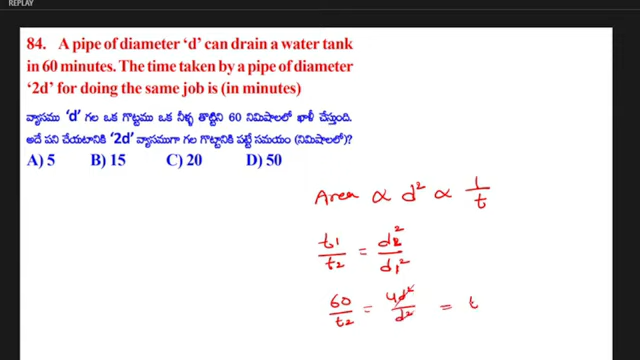 REPLAY
84. A pipe of diameter ‘d’ can drain a water tank
in 60 minutes. The time taken by a pipe of diameter
‘2d’ for doing the same job is (in minutes)
వ్యాసము ‘d’ గల ఒక గొట్టము ఒక నీళ్ళ తొట్టిని 60 నిమిషాలలో ఖాళీ చేస్తుంది.
అదే పని చేయటానికి ‘2d’ వ్యాసముగా గల గొట్టానికి పట్టే సమయం (నిమిషాలలో)?
A) 5 B) 15 C) 20 D) 50
Area ∝ d² ∝ 1/t
t1/t2 = d2²/d1²
60/t2 = 4d²/d² = t